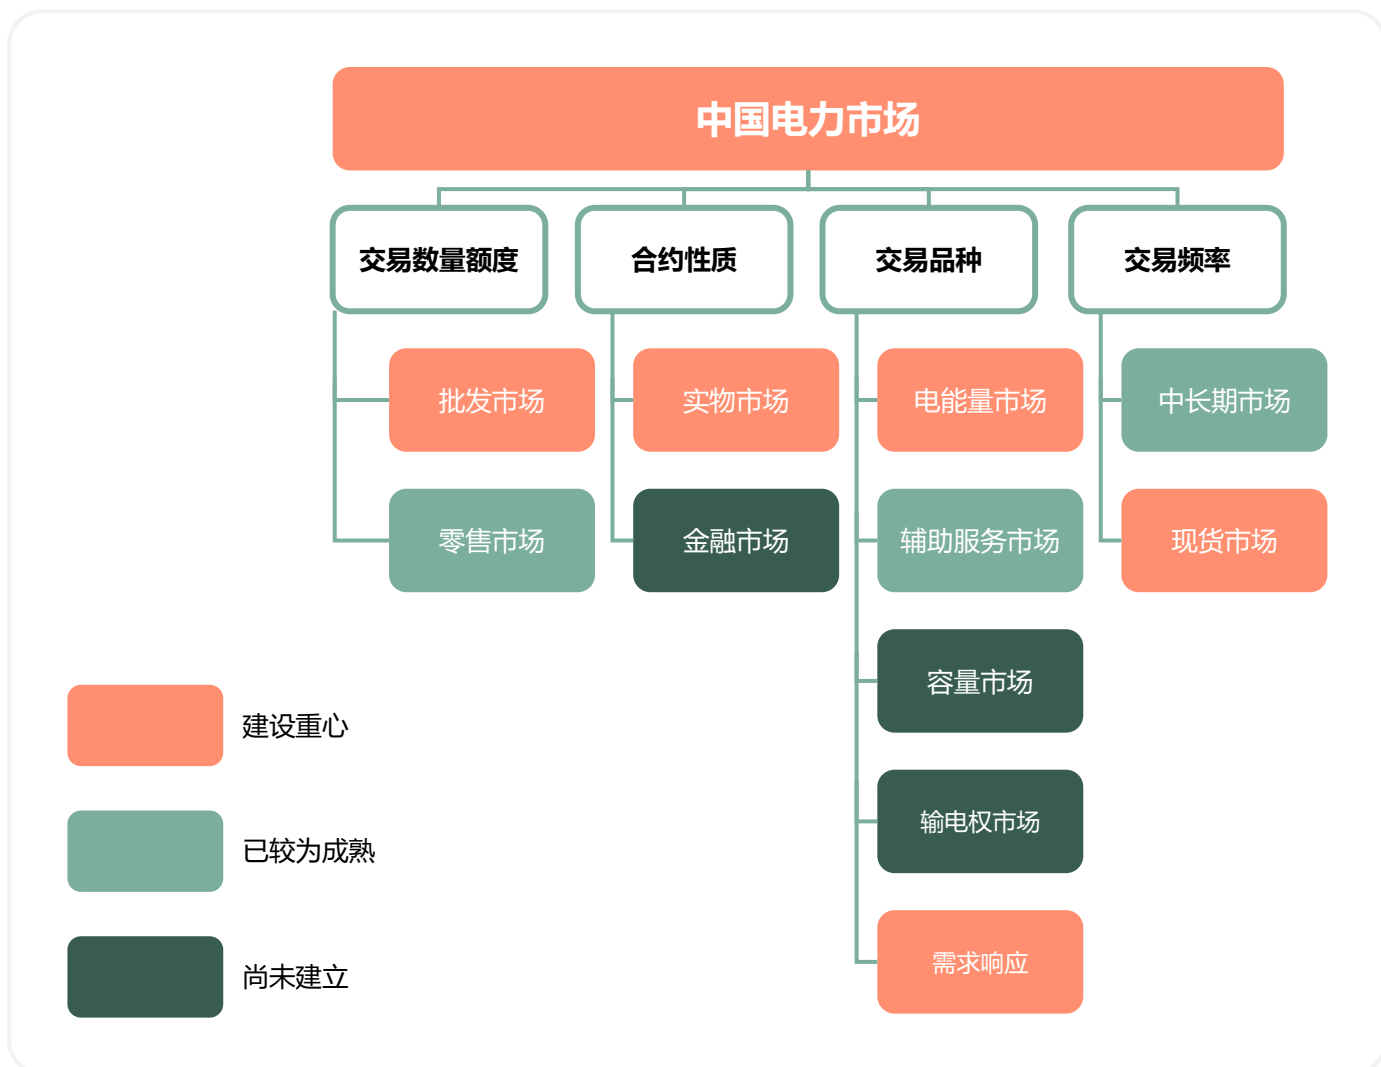 中国电力市场
交易数量额度
合约性质
交易品种
交易频率
批发市场
实物市场
电能量市场
中长期市场
零售市场
金融市场
辅助服务市场
现货市场
容量市场
输电权市场
需求响应
建设重心
已较为成熟
尚未建立